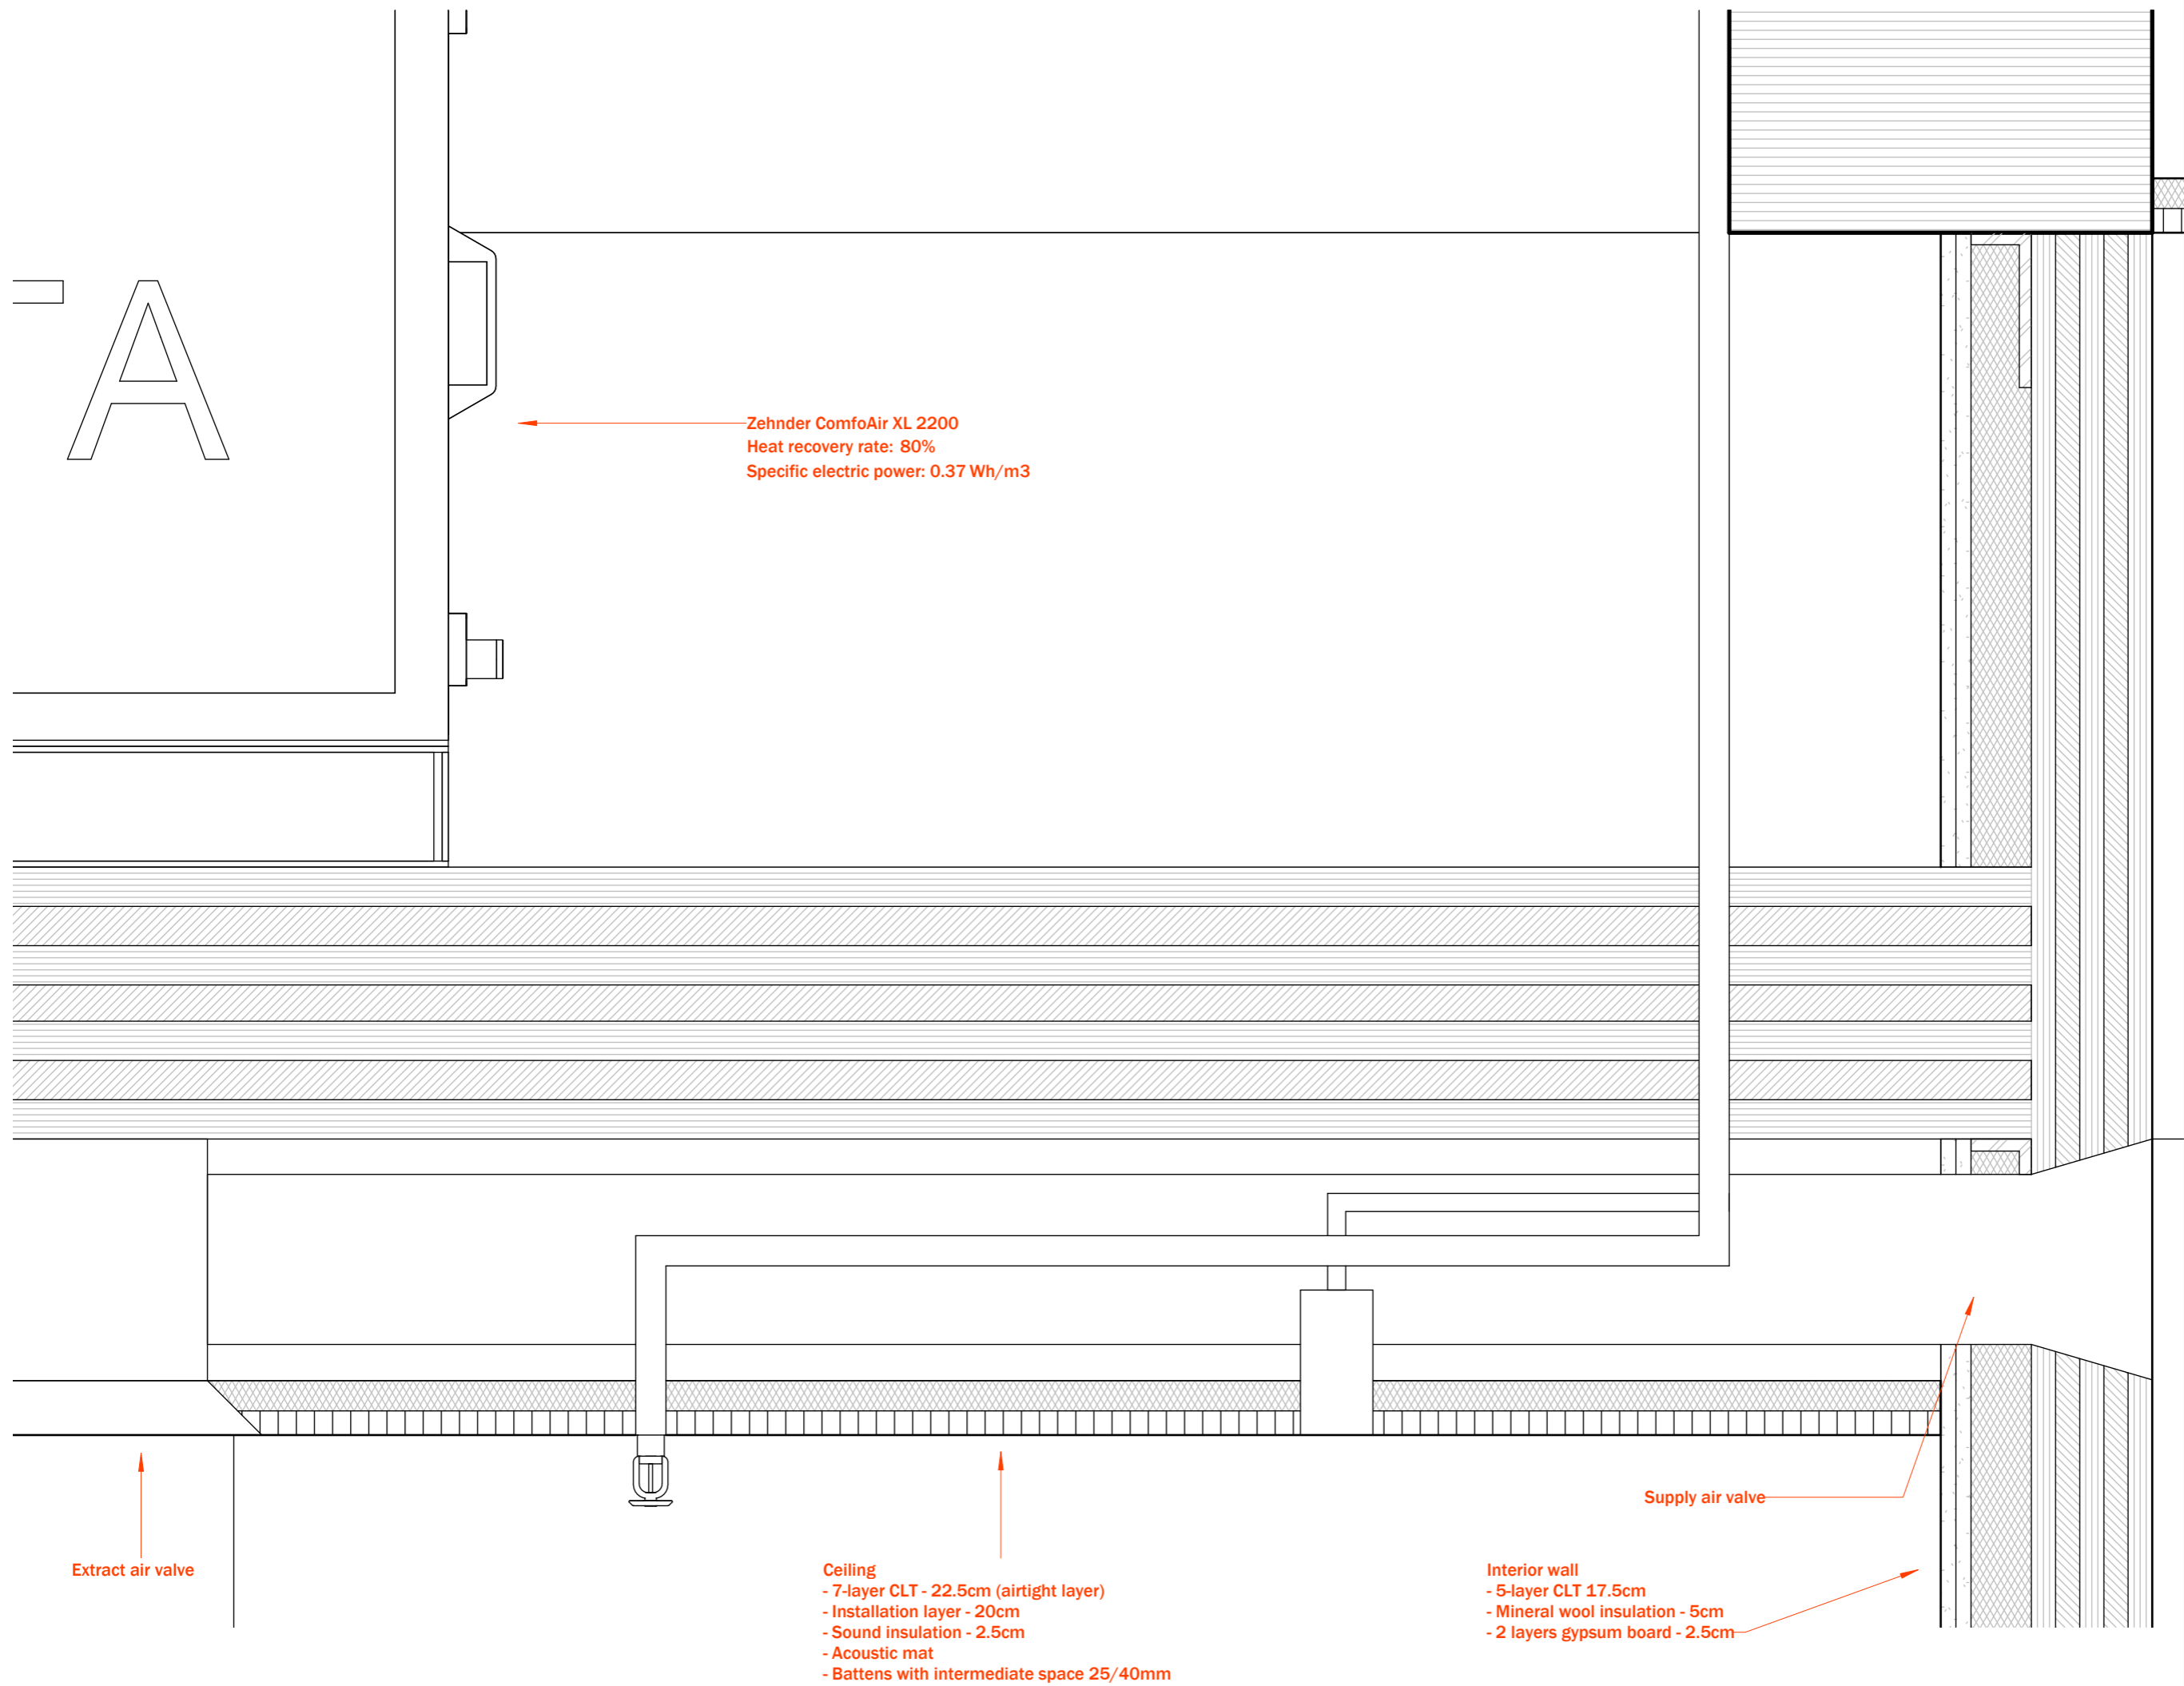 TA
Zehnder ComfoAir XL 2200
Heat recovery rate: 80%
Specific electric power: 0.37 Wh/m3
Supply air valve
Extract air valve
Ceiling
- 7-layer CLT - 22.5cm (airtight layer)
- Installation layer - 20cm
- Sound insulation - 2.5cm
- Acoustic mat
- Battens with intermediate space 25/40mm
Interior wall
- 5-layer CLT 17.5cm
- Mineral wool insulation - 5cm
- 2 layers gypsum board - 2.5cm